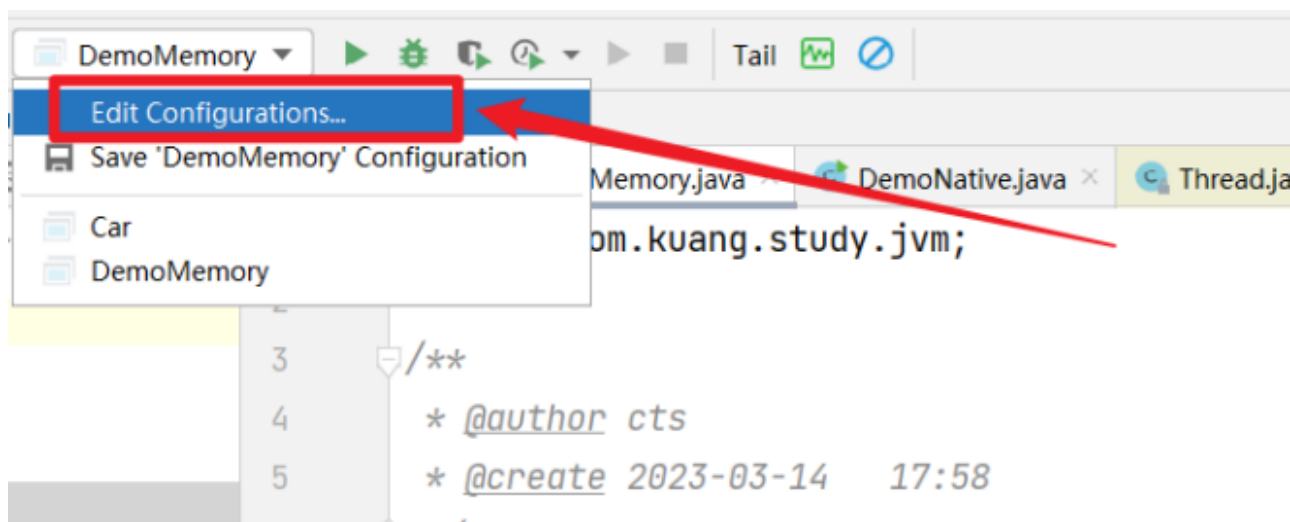 DemoMemory
Tail
Edit Configurations...
Save 'DemoMemory' Configuration
Car
DemoMemory
Memory.java
DemoNative.java
Thread.ja
om.kuang.study.jvm;
2
3 /**
4 * @author cts
5 * @create 2023-03-14 17:58